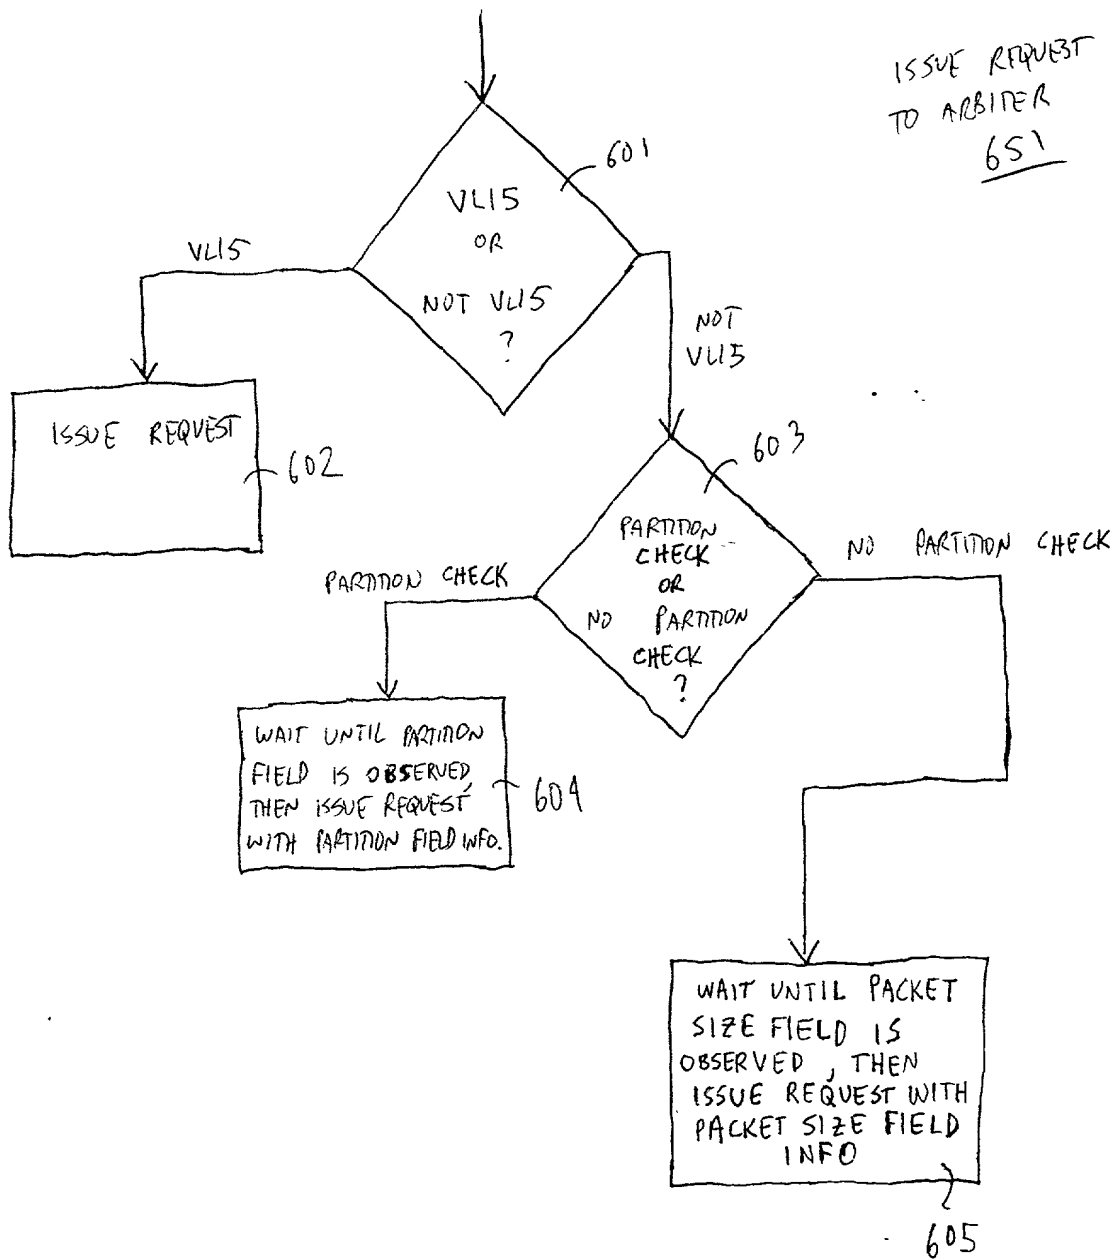 ISSUE REQUEST
TO ARBITER
651
601
VL15
OR
NOT VL15
?
VL15
NOT
VL15
ISSUE REQUEST
602
603
PARTITION
CHECK
OR
NO PARTITION
CHECK
?
PARTITION CHECK
NO PARTITION CHECK
WAIT UNTIL PARTITION
FIELD IS OBSERVED,
THEN ISSUE REQUEST
WITH PARTITION FIELD INFO.
604
WAIT UNTIL PACKET
SIZE FIELD IS
OBSERVED, THEN
ISSUE REQUEST WITH
PACKET SIZE FIELD
INFO
605